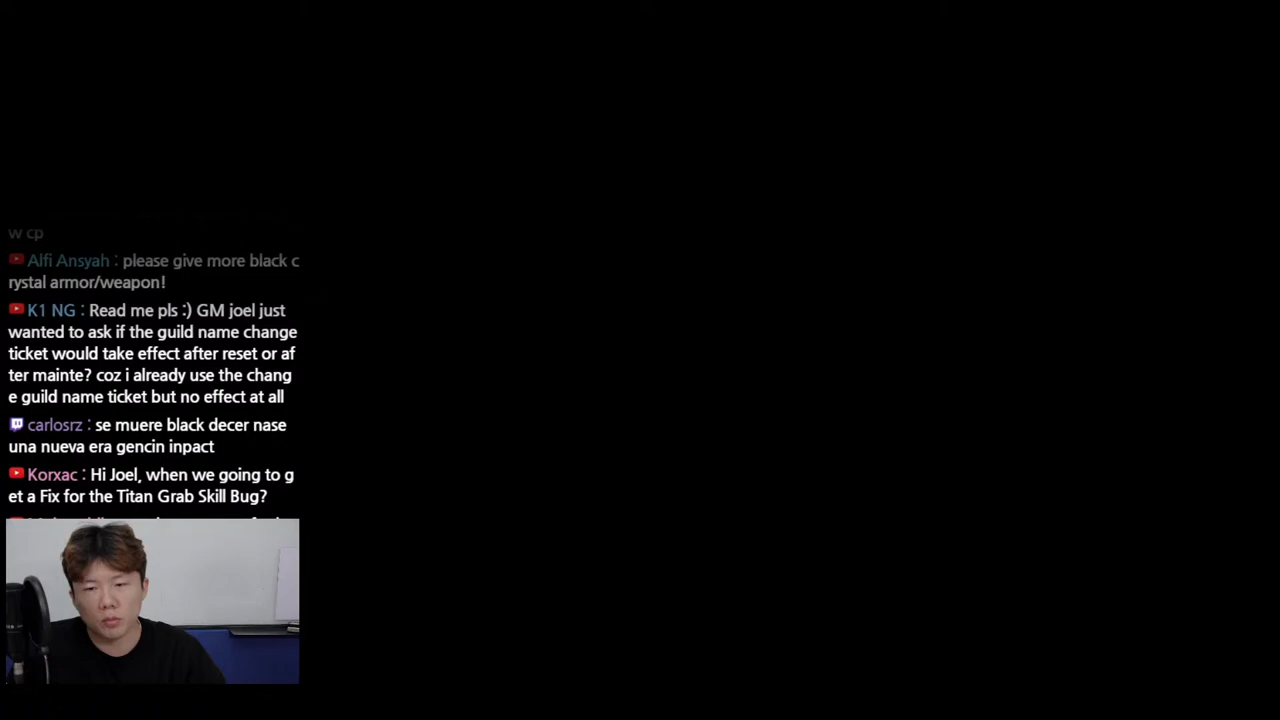 w cp
Alfi Ansyah : please give more black c
rystal armor/weapon!
K1 NG : Read me pls :) GM joel just
wanted to ask if the guild name change
ticket would take effect after reset or af
ter mainte? coz i already use the chang
e guild name ticket but no effect at all
carlosrz : se muere black decer nase
una nueva era gencin inpact
Korxac : Hi Joel, when we going to g
et a Fix for the Titan Grab Skill Bug?